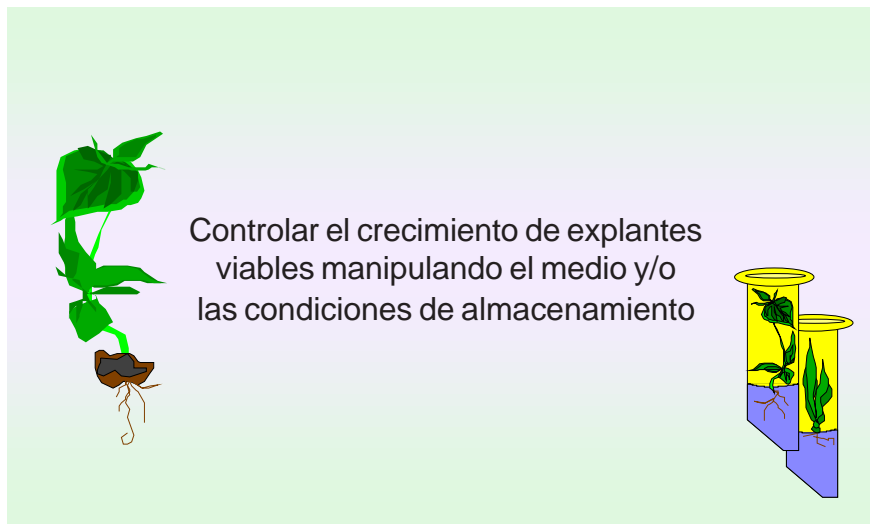 Controlar el crecimiento de explantes
viables manipulando el medio y/o
las condiciones de almacenamiento